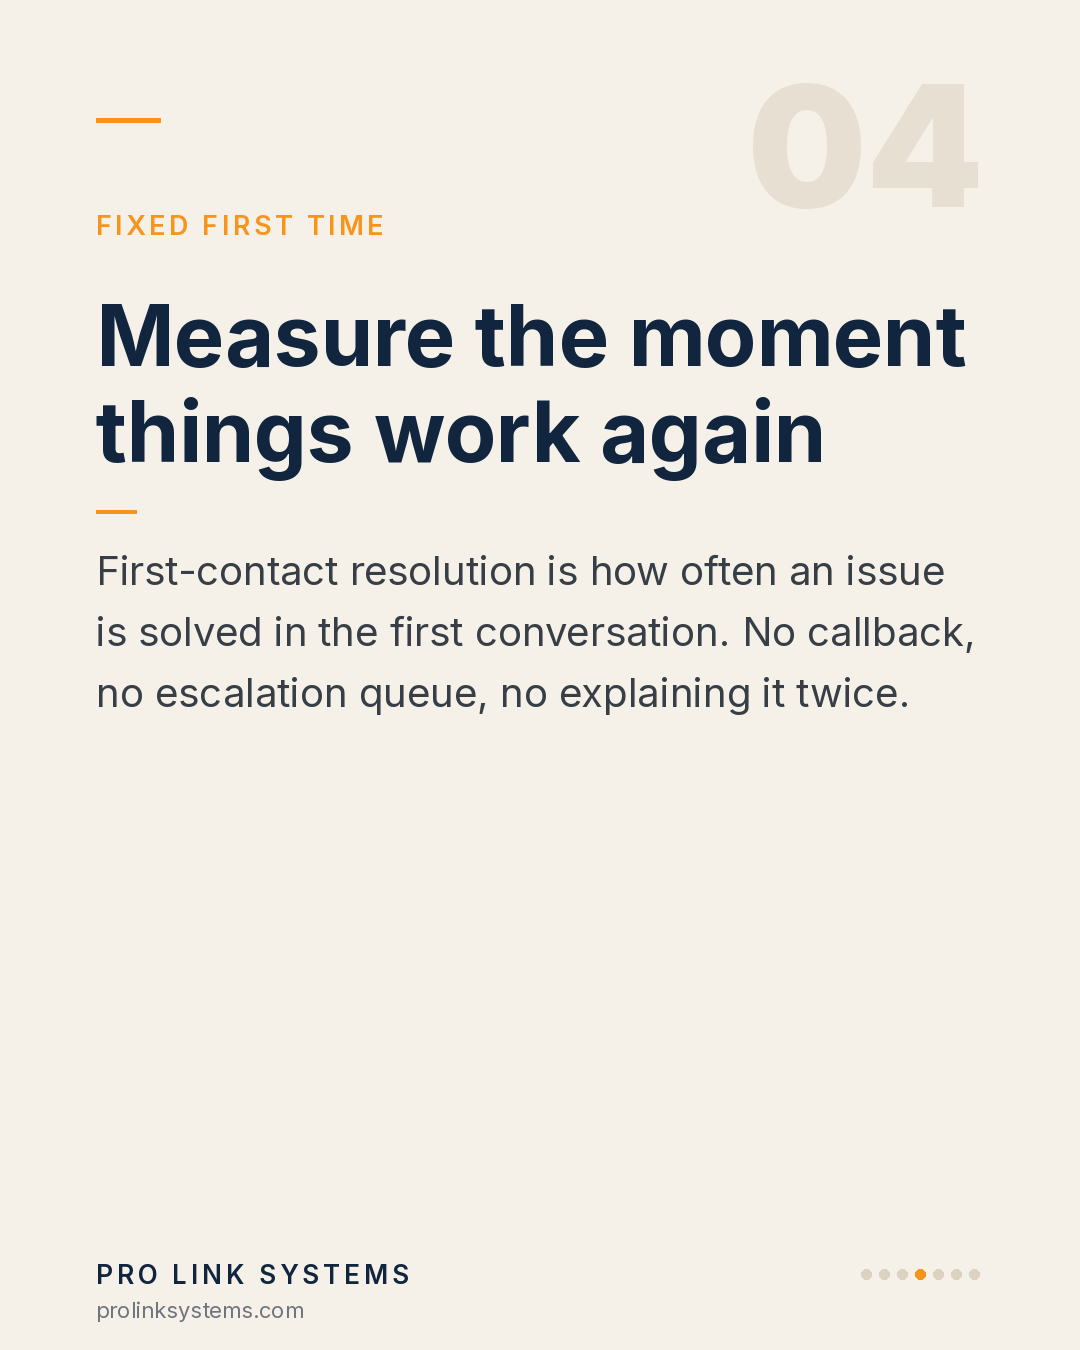 04
FIXED FIRST TIME
Measure the moment
things work again
First-contact resolution is how often an issue
is solved in the first conversation. No callback,
no escalation queue, no explaining it twice.
PRO LINK SYSTEMS
prolinksystems.com